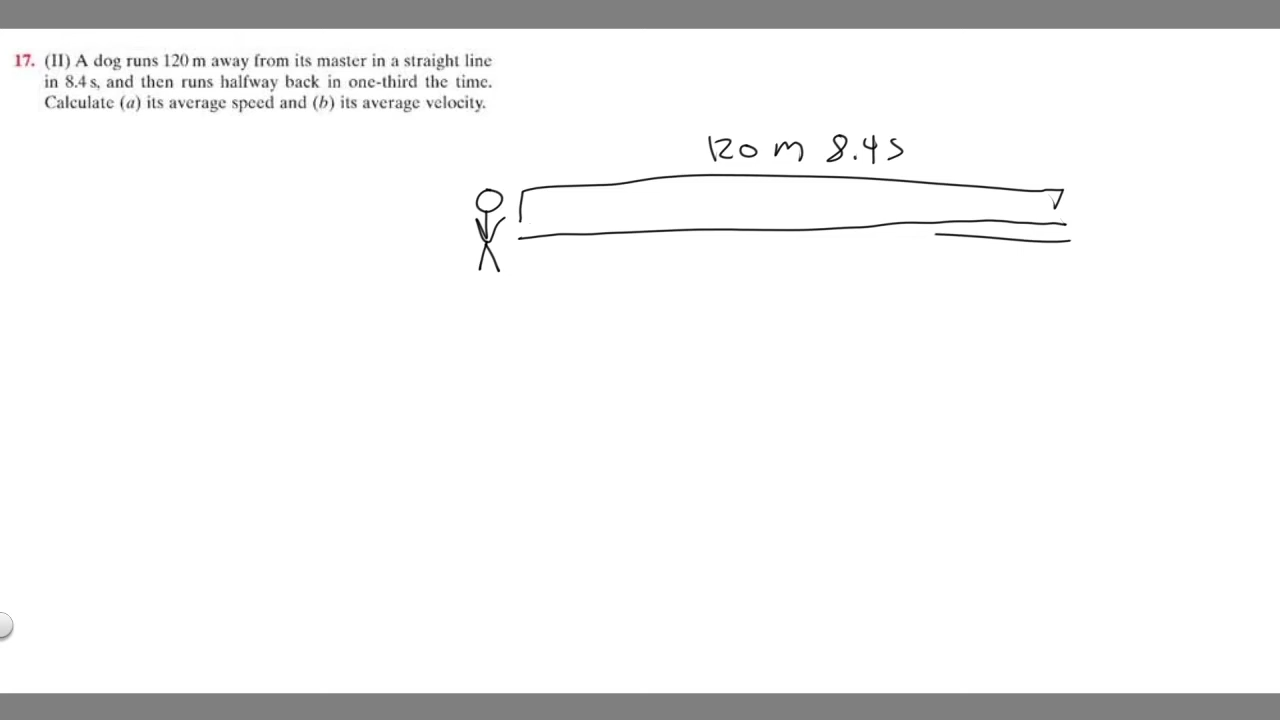 17. (II) A dog runs 120 m away from its master in a straight line
in 8.4 s, and then runs halfway back in one-third the time.
Calculate (a) its average speed and (b) its average velocity.
120 m 8.4 s